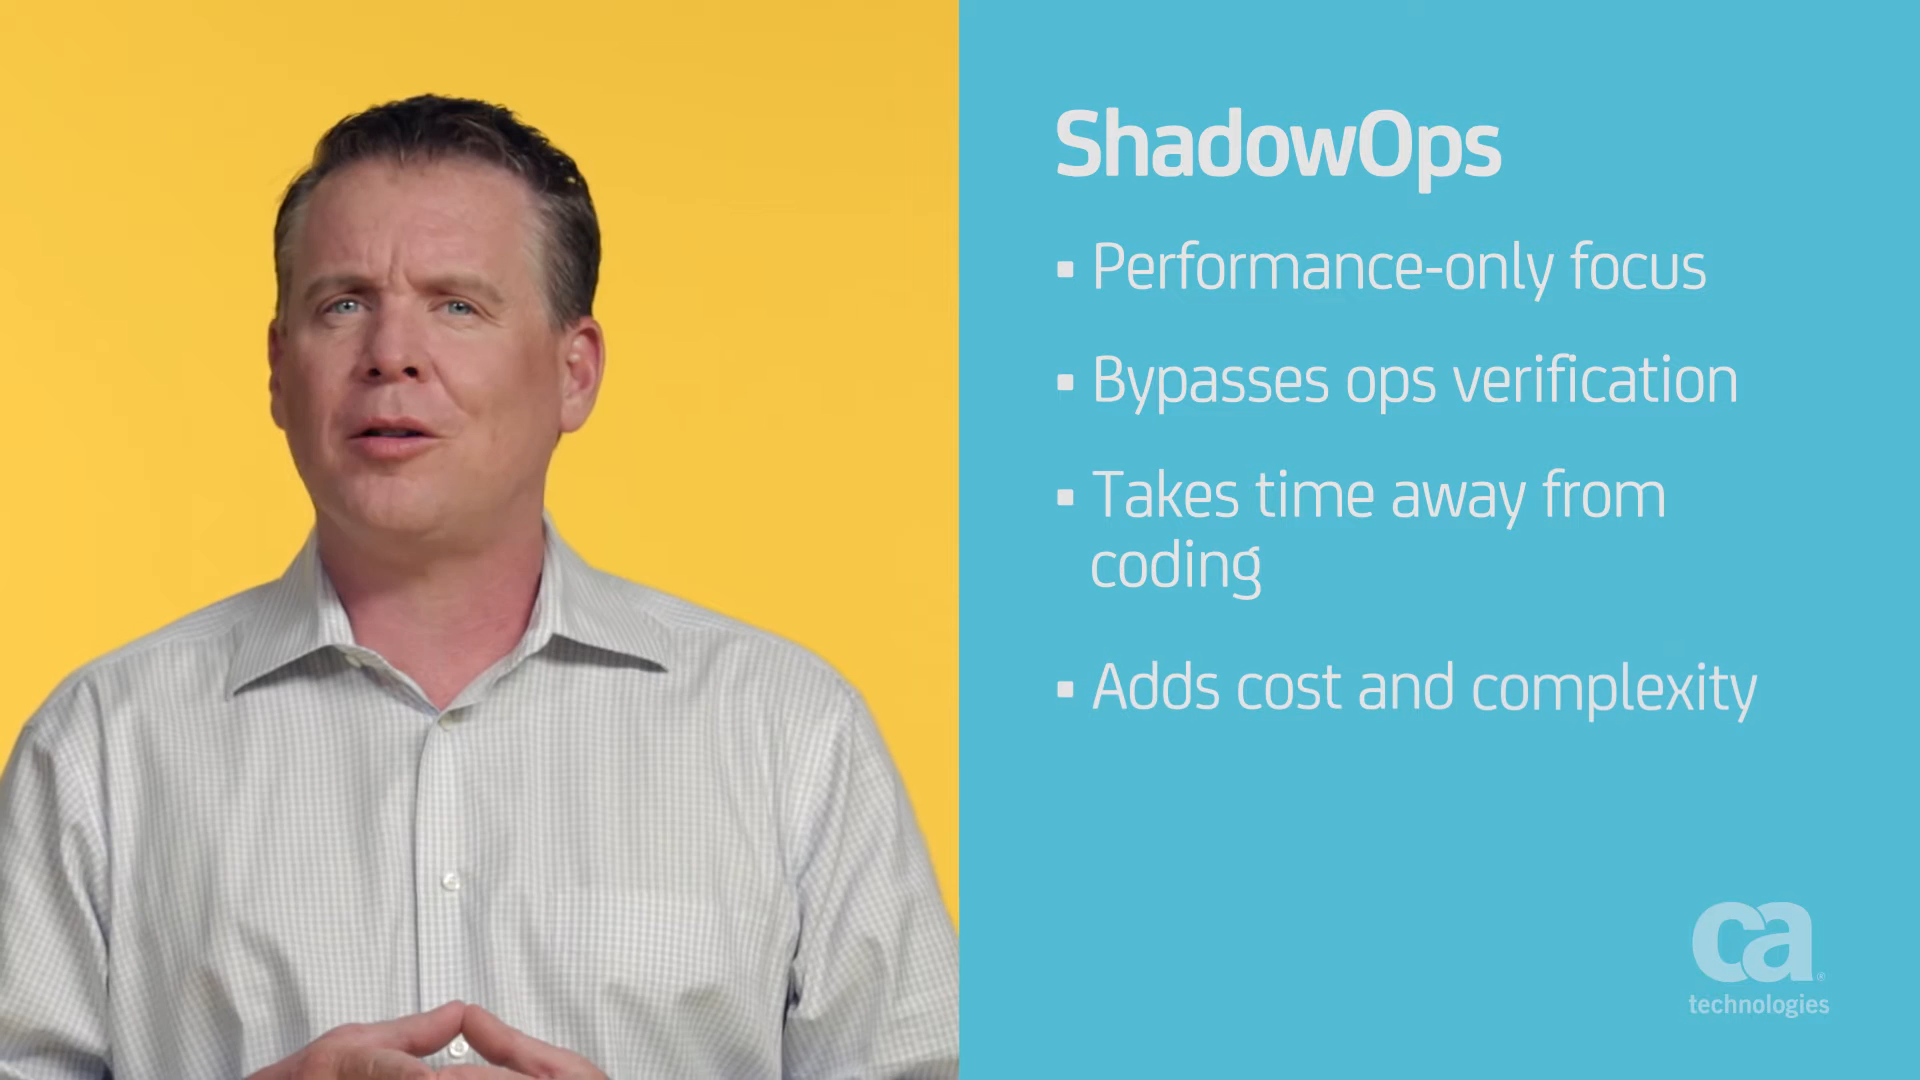 ShadowOps
▪ Performance-only focus
▪ Bypasses ops verification
▪ Takes time away from
coding
▪ Adds cost and complexity
ca®
technologies